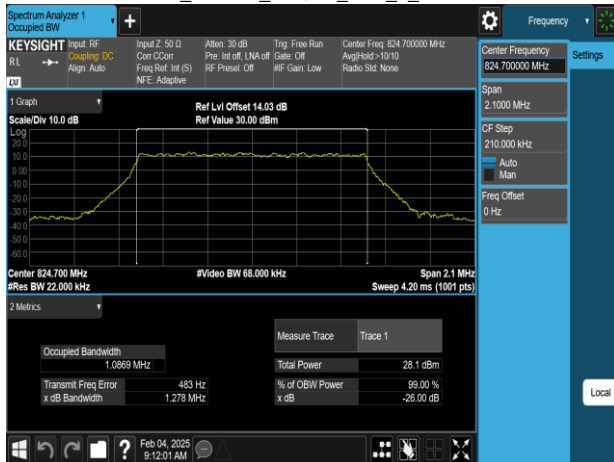 Spectrum Analyzer 1
Occupied BW
Frequency
KEYSIGHT
RL
LXI
Input: RF
Coupling: DC
Align: Auto
Input Z: 50 Ω
Corr CCorr
Freq Ref: Int (S)
NFE: Adaptive
Atten: 30 dB
Pre: Int off, LNA off
RF Presel: Off
Trig: Free Run
Gate: Off
#IF Gain: Low
Center Freq: 824.700000 MHz
Avg|Hold:>10/10
Radio Std: None
Center Frequency
824.700000 MHz
Settings
Span
2.1000 MHz
CF Step
210.000 kHz
Auto
Man
Freq Offset
0 Hz
1 Graph
Scale/Div 10.0 dB
Ref Lvl Offset 14.03 dB
Ref Value 30.00 dBm
Log
20.0
10.0
0.00
-10.0
-20.0
-30.0
-40.0
-50.0
-60.0
Center 824.700 MHz
#Video BW 68.000 kHz
Span 2.1 MHz
#Res BW 22.000 kHz
Sweep 4.20 ms (1001 pts)
2 Metrics
Measure Trace Trace 1
Occupied Bandwidth
1.0869 MHz
Total Power 28.1 dBm
Transmit Freq Error 483 Hz
% of OBW Power 99.00 %
x dB Bandwidth 1.278 MHz
x dB -26.00 dB
Local
?
Feb 04, 2025
9:12:01 AM